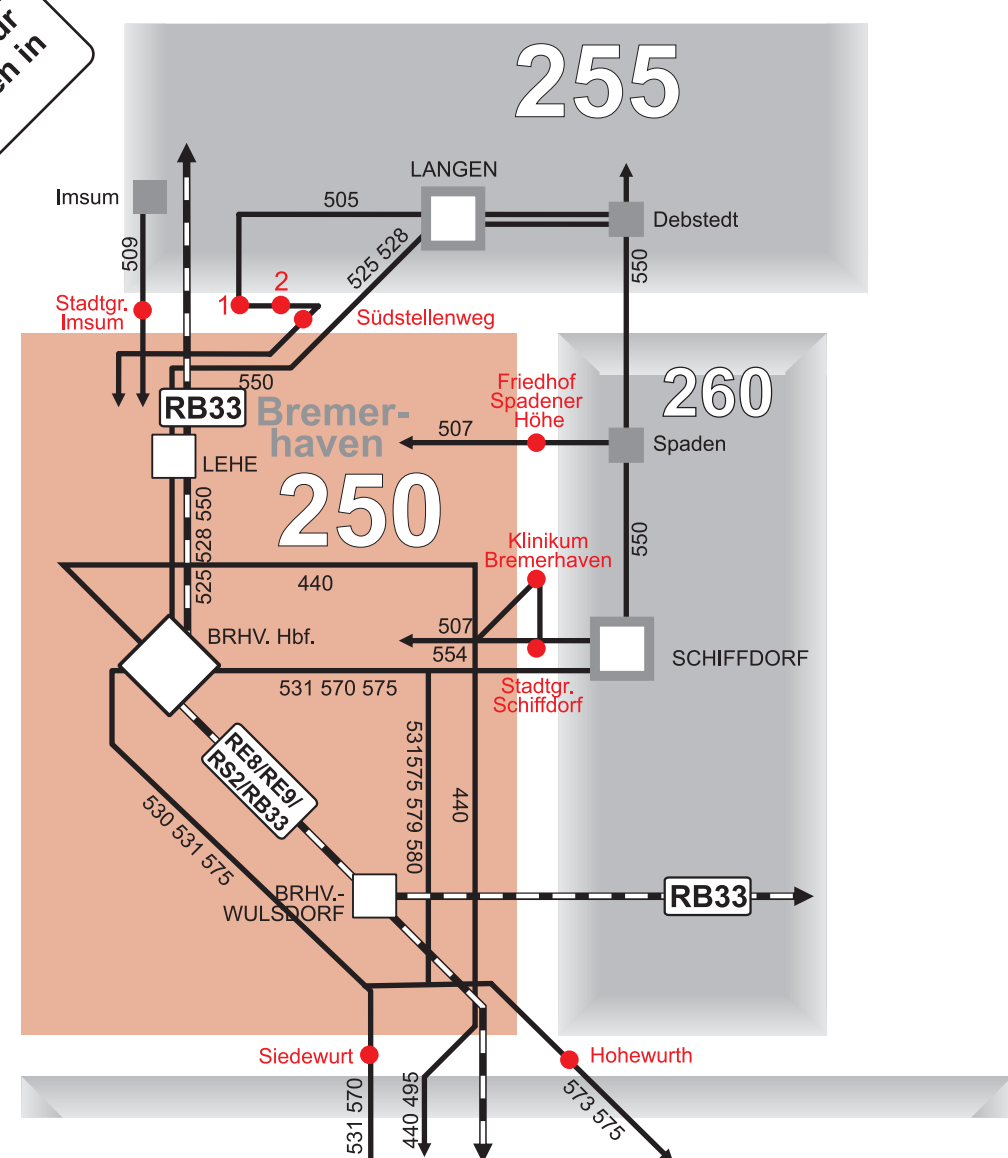 en in
255
LANGEN
Imsum
505
Debstedt
509
525 528
550
2
1
Stadtgr.
Imsum
Südstellenweg
550
RB33
Bremer-
haven
Friedhof
Spadener
Höhe
260
507
Spaden
LEHE
250
525 528 550
550
Klinikum
Bremerhaven
440
507
BRHV. Hbf.
554
SCHIFFDORF
531 570 575
Stadtgr.
Schiffdorf
RE8/RE9/
RS2/RB33
531575 579 580
440
530 531 575
BRHV.-
WULSDORF
RB33
Siedewurt
Hohewurth
531 570
440 495
573 575